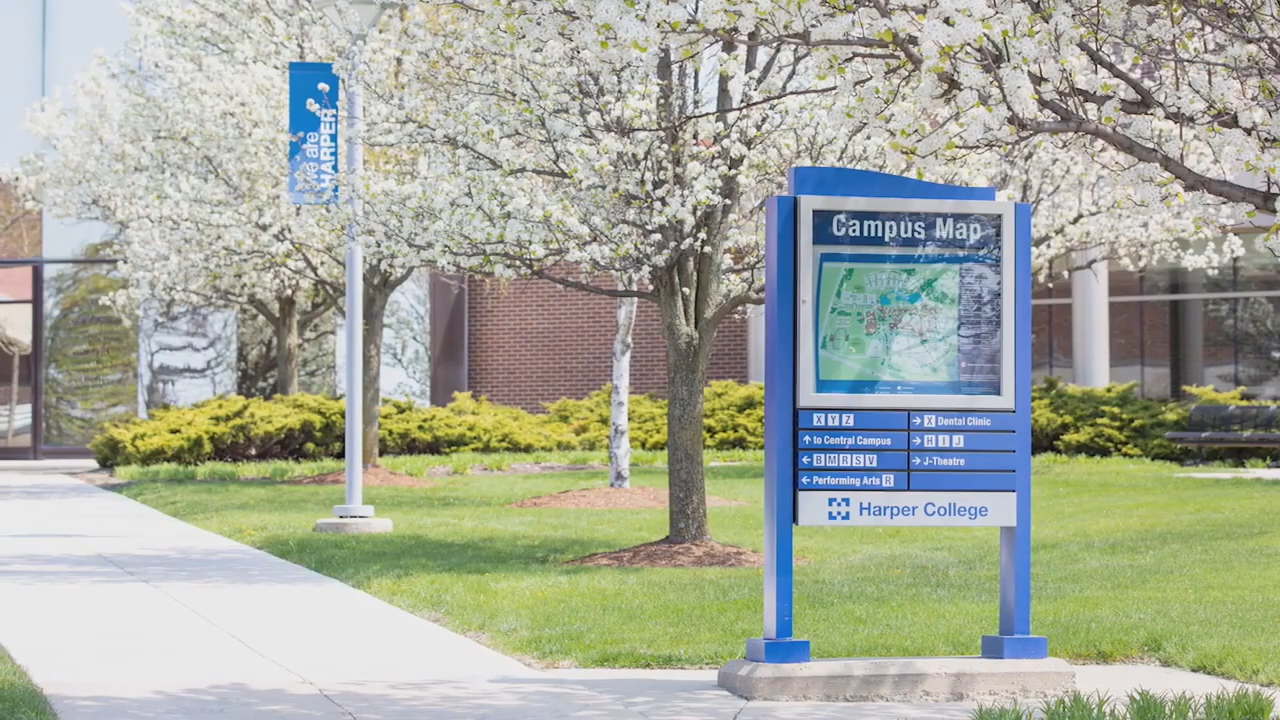 We are
HARPER
Campus Map
X Y Z
→ X Dental Clinic
↑ to Central Campus
→ H I J
← B M R S V
→ J-Theatre
← Performing Arts R
Harper College